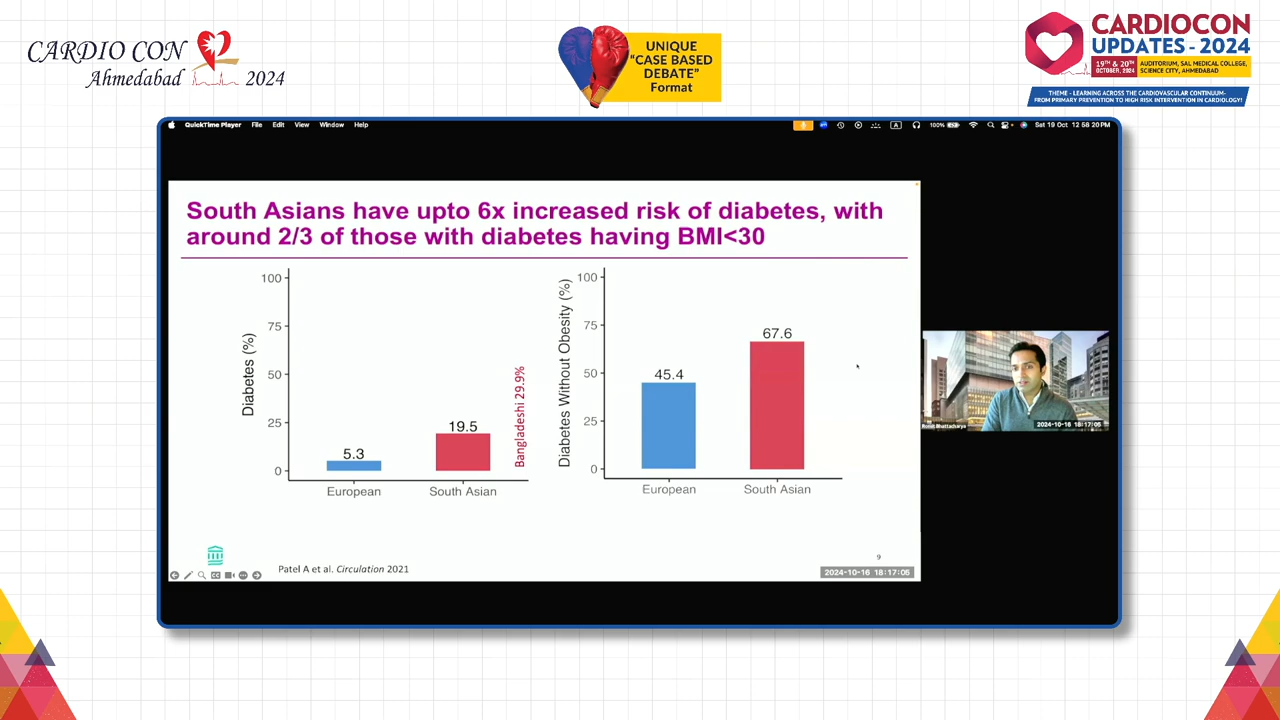 CARDIO CON
Ahmedabad 2024
UNIQUE
"CASE BASED
DEBATE"
Format
CARDIOCON
UPDATES - 2024
19TH & 20TH
OCTOBER, 2024
AUDITORIUM, SAL MEDICAL COLLEGE,
SCIENCE CITY, AHMEDABAD
THEME - LEARNING ACROSS THE CARDIOVASCULAR CONTINUUM-
FROM PRIMARY PREVENTION TO HIGH RISK INTERVENTION IN CARDIOLOGY!
QuickTime Player File Edit View Window Help
A 100% Sat 19 Oct 12 58 20 PM
South Asians have upto 6x increased risk of diabetes, with
around 2/3 of those with diabetes having BMI<30
Diabetes (%)
100
75
50
25
0
5.3
19.5
Bangladeshi 29.9%
European South Asian
Diabetes Without Obesity (%)
100
75
50
25
0
45.4
67.6
European South Asian
Patel A et al. Circulation 2021
9
2024-10-16 18:17:05
Romit Bhattacharya
2024-10-16 18:17:05